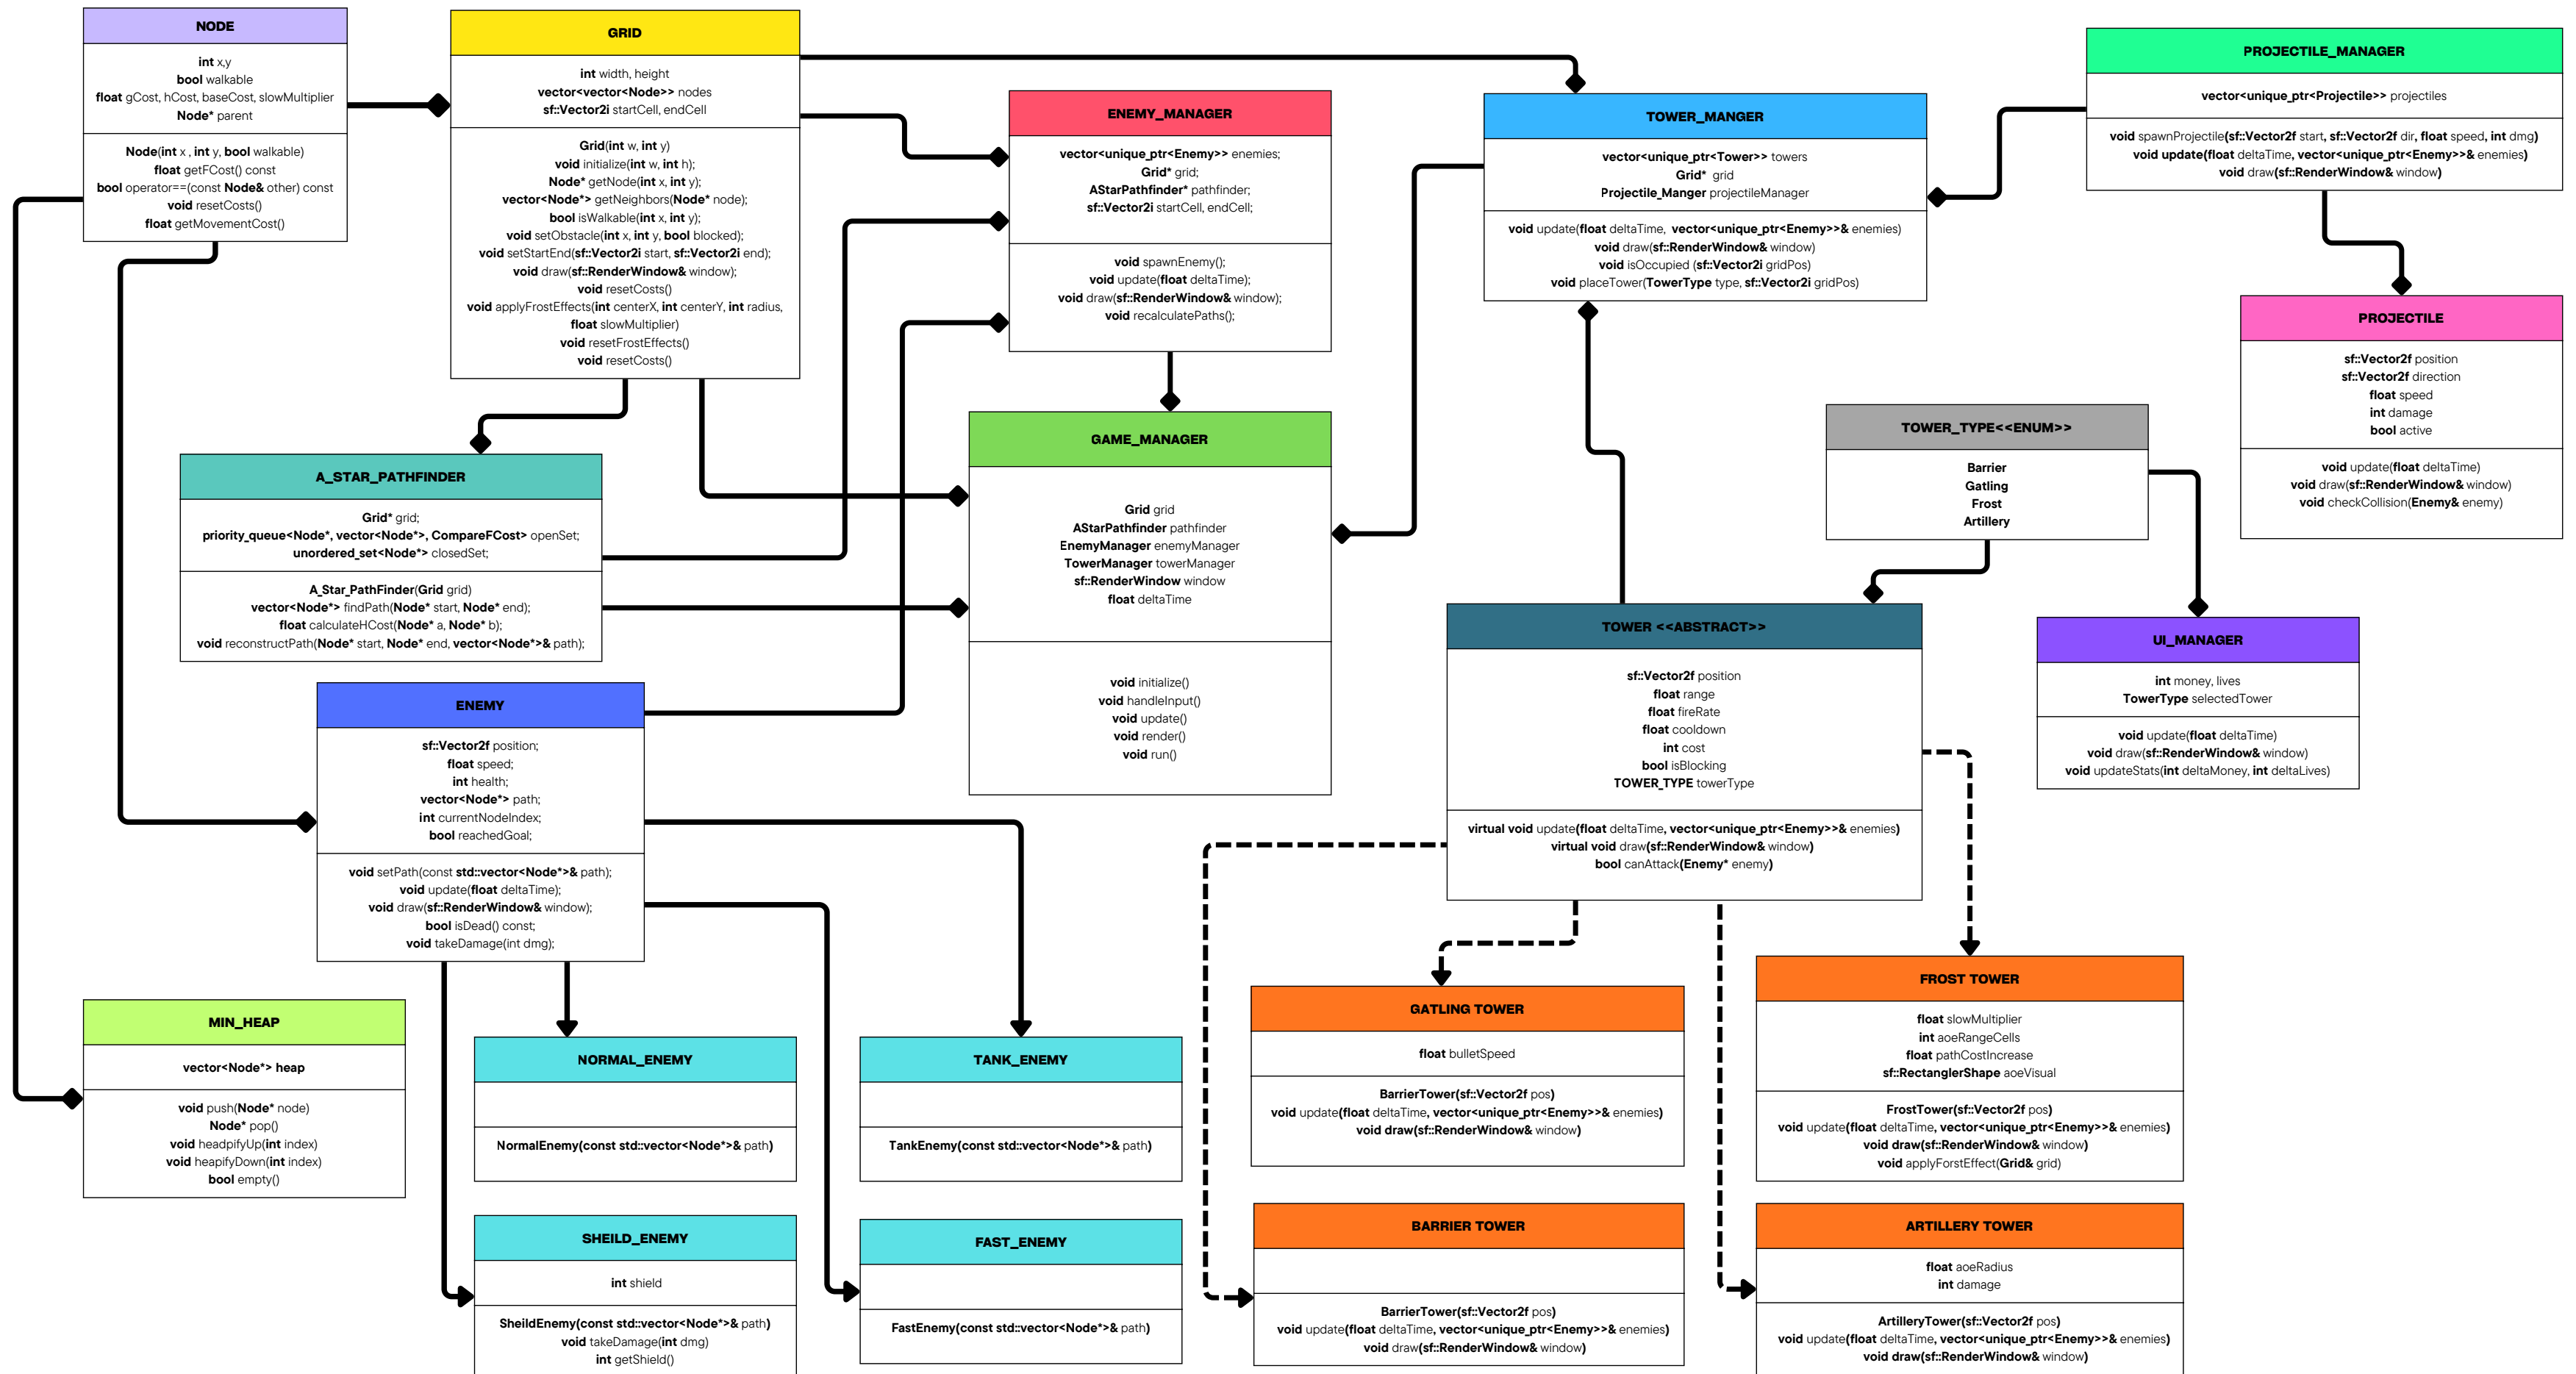 NODE
int x,y
bool walkable
float gCost, hCost, baseCost, slowMultiplier
Node* parent
Node(int x , int y, bool walkable)
float getFCost() const
bool operator==(const Node& other) const
void resetCosts()
float getMovementCost()
GRID
int width, height
vector<vector<Node>> nodes
sf::Vector2i startCell, endCell
Grid(int w, int y)
void initialize(int w, int h);
Node* getNode(int x, int y);
vector<Node*> getNeighbors(Node* node);
bool isWalkable(int x, int y);
void setObstacle(int x, int y, bool blocked);
void setStartEnd(sf::Vector2i start, sf::Vector2i end);
void draw(sf::RenderWindow& window);
void resetCosts()
void applyFrostEffects(int centerX, int centerY, int radius,
float slowMultiplier)
void resetFrostEffects()
void resetCosts()
ENEMY_MANAGER
vector<unique_ptr<Enemy>> enemies;
Grid* grid;
AStarPathfinder* pathfinder;
sf::Vector2i startCell, endCell;
void spawnEnemy();
void update(float deltaTime);
void draw(sf::RenderWindow& window);
void recalculatePaths();
TOWER_MANGER
vector<unique_ptr<Tower>> towers
Grid* grid
Projectile_Manger projectileManager
void update(float deltaTime, vector<unique_ptr<Enemy>>& enemies)
void draw(sf::RenderWindow& window)
void isOccupied (sf::Vector2i gridPos)
void placeTower(TowerType type, sf::Vector2i gridPos)
PROJECTILE_MANAGER
vector<unique_ptr<Projectile>> projectiles
void spawnProjectile(sf::Vector2f start, sf::Vector2f dir, float speed, int dmg)
void update(float deltaTime, vector<unique_ptr<Enemy>>& enemies)
void draw(sf::RenderWindow& window)
PROJECTILE
sf::Vector2f position
sf::Vector2f direction
float speed
int damage
bool active
void update(float deltaTime)
void draw(sf::RenderWindow& window)
void checkCollision(Enemy& enemy)
A_STAR_PATHFINDER
Grid* grid;
priority_queue<Node*, vector<Node*>, CompareFCost> openSet;
unordered_set<Node*> closedSet;
A_Star_PathFinder(Grid grid)
vector<Node*> findPath(Node* start, Node* end);
float calculateHCost(Node* a, Node* b);
void reconstructPath(Node* start, Node* end, vector<Node*>& path);
GAME_MANAGER
Grid grid
AStarPathfinder pathfinder
EnemyManager enemyManager
TowerManager towerManager
sf::RenderWindow window
float deltaTime
void initialize()
void handleInput()
void update()
void render()
void run()
TOWER_TYPE<<ENUM>>
Barrier
Gatling
Frost
Artillery
TOWER <<ABSTRACT>>
sf::Vector2f position
float range
float fireRate
float cooldown
int cost
bool isBlocking
TOWER_TYPE towerType
virtual void update(float deltaTime, vector<unique_ptr<Enemy>>& enemies)
virtual void draw(sf::RenderWindow& window)
bool canAttack(Enemy* enemy)
UI_MANAGER
int money, lives
TowerType selectedTower
void update(float deltaTime)
void draw(sf::RenderWindow& window)
void updateStats(int deltaMoney, int deltaLives)
ENEMY
sf::Vector2f position;
float speed;
int health;
vector<Node*> path;
int currentNodeIndex;
bool reachedGoal;
void setPath(const std::vector<Node*>& path);
void update(float deltaTime);
void draw(sf::RenderWindow& window);
bool isDead() const;
void takeDamage(int dmg);
MIN_HEAP
vector<Node*> heap
void push(Node* node)
Node* pop()
void headpifyUp(int index)
void heapifyDown(int index)
bool empty()
NORMAL_ENEMY
NormalEnemy(const std::vector<Node*>& path)
TANK_ENEMY
TankEnemy(const std::vector<Node*>& path)
GATLING TOWER
float bulletSpeed
BarrierTower(sf::Vector2f pos)
void update(float deltaTime, vector<unique_ptr<Enemy>>& enemies)
void draw(sf::RenderWindow& window)
FROST TOWER
float slowMultiplier
int aoeRangeCells
float pathCostIncrease
sf::RectanglerShape aoeVisual
FrostTower(sf::Vector2f pos)
void update(float deltaTime, vector<unique_ptr<Enemy>>& enemies)
void draw(sf::RenderWindow& window)
void applyForstEffect(Grid& grid)
SHEILD_ENEMY
int shield
SheildEnemy(const std::vector<Node*>& path)
void takeDamage(int dmg)
int getShield()
FAST_ENEMY
FastEnemy(const std::vector<Node*>& path)
BARRIER TOWER
BarrierTower(sf::Vector2f pos)
void update(float deltaTime, vector<unique_ptr<Enemy>>& enemies)
void draw(sf::RenderWindow& window)
ARTILLERY TOWER
float aoeRadius
int damage
ArtilleryTower(sf::Vector2f pos)
void update(float deltaTime, vector<unique_ptr<Enemy>>& enemies)
void draw(sf::RenderWindow& window)